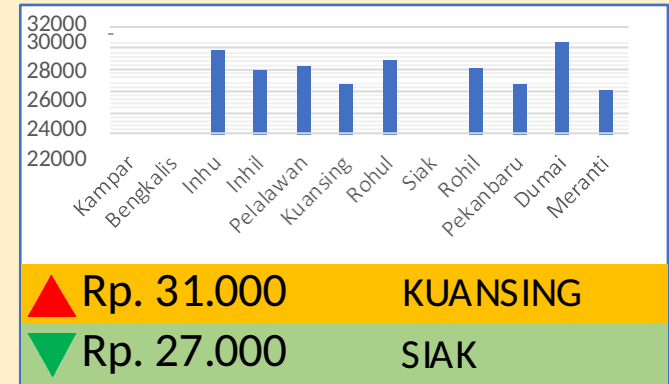 32000
30000
28000
26000
24000
22000
Kampar
Bengkalis
Inhu
Inhil
Pelalawan
Kuansing
Rohul
Siak
Rohil
Pekanbaru
Dumai
Meranti
Rp. 31.000 KUANSING
Rp. 27.000 SIAK